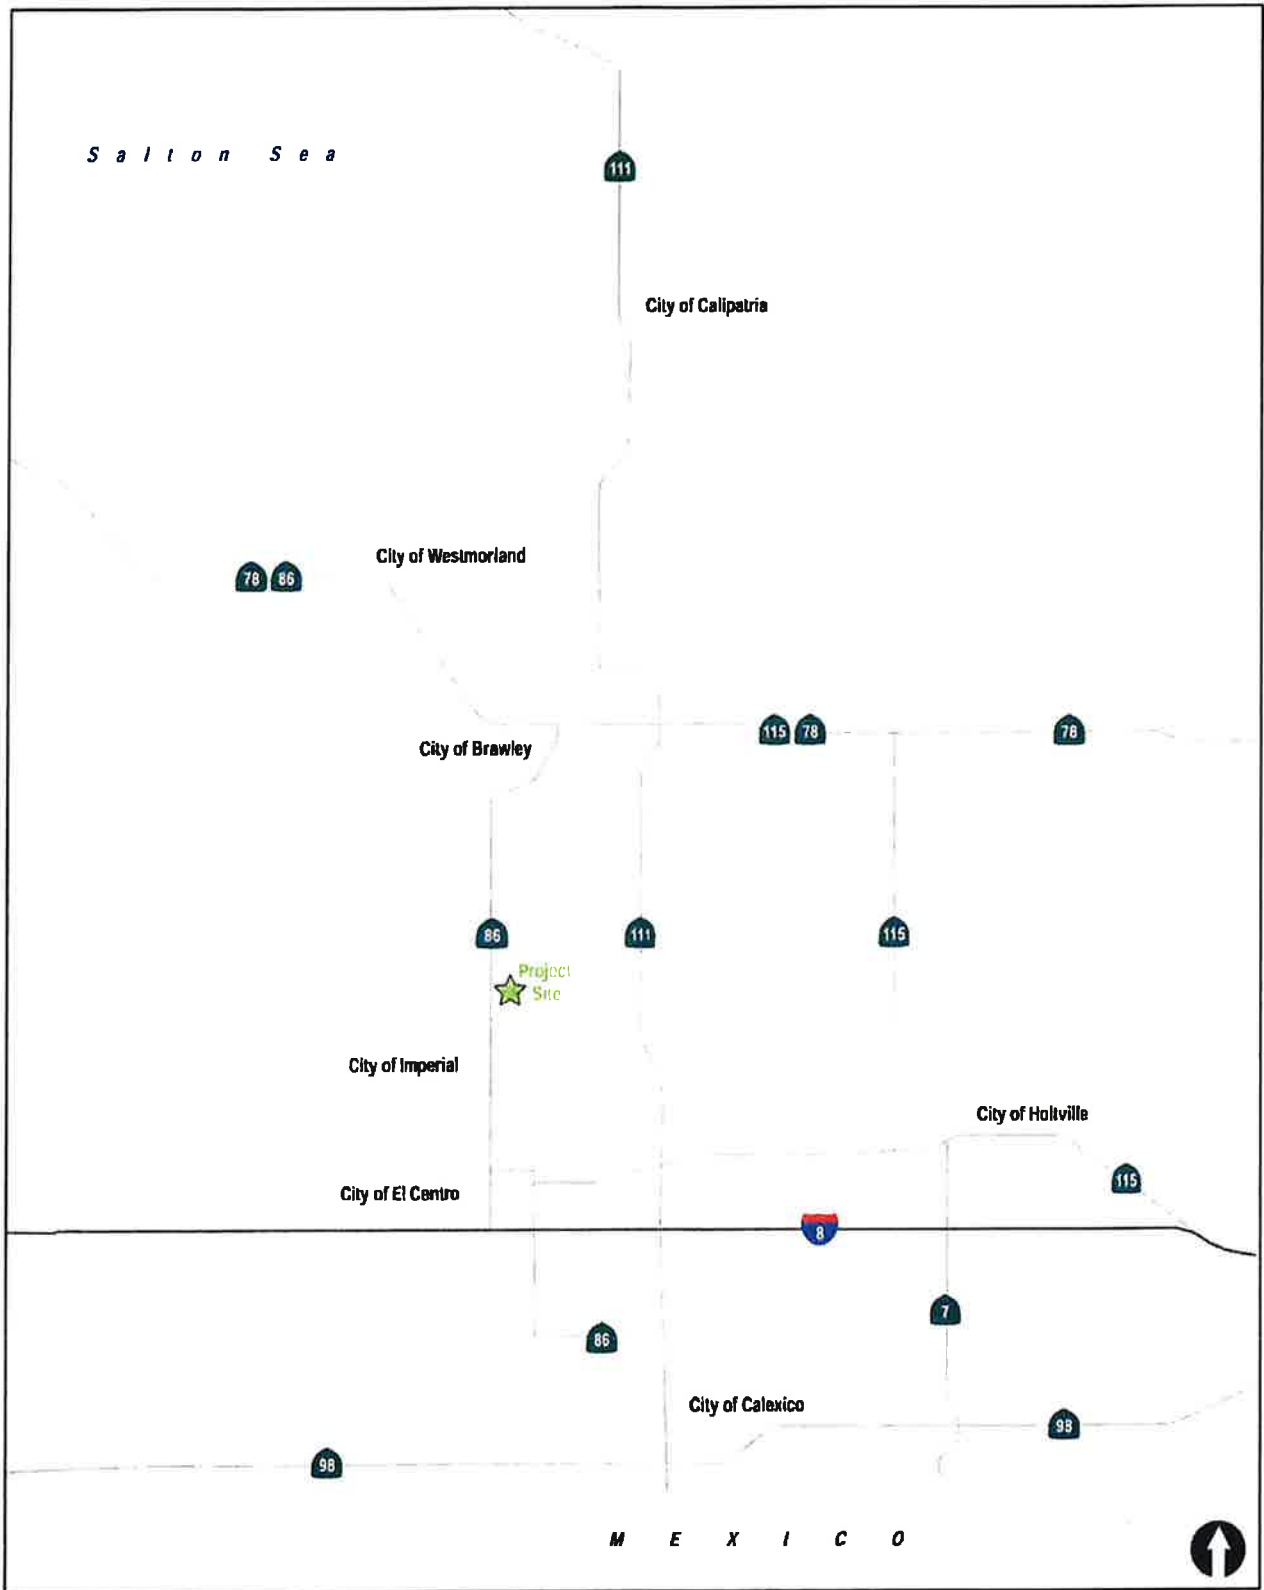 Salton Sea
111
City of Calipatria
City of Westmorland
78 86
115 78
78
City of Brawley
86
111
115
Project
Site
City of Imperial
City of Holtville
115
City of El Centro
8
7
86
City of Calexico
98
98
MEXICO